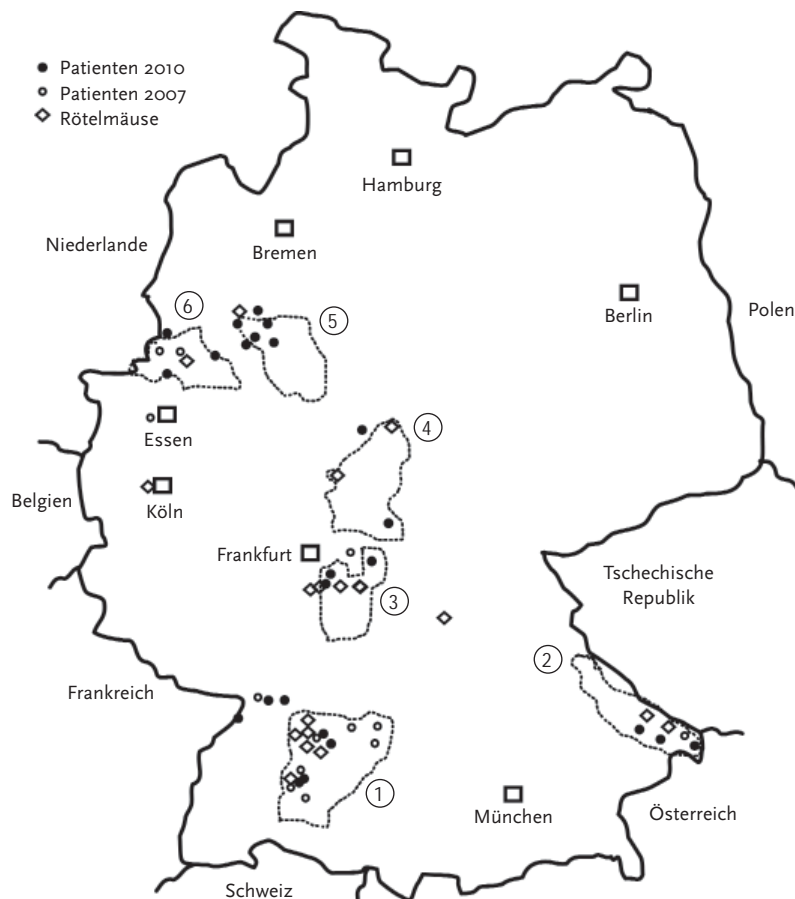 Patienten 2010
Patienten 2007
Rötelmäuse
Hamburg
Niederlande
Bremen
Berlin
Polen
6
5
Essen
4
Belgien
Köln
Frankfurt
Tschechische
Republik
3
2
Frankreich
1
München
Österreich
Schweiz